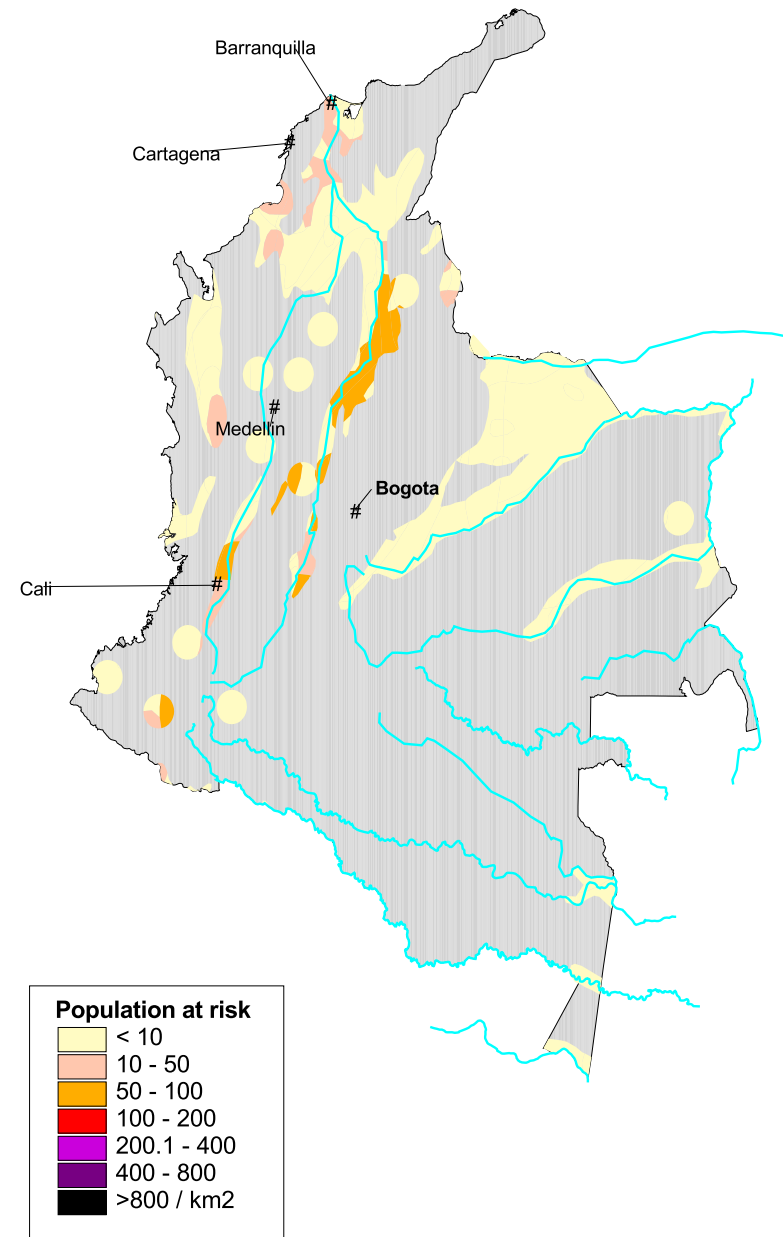 Barranquilla
#
Cartagena
#
#
Medellin
Bogota
#
Cali
#
Population at risk
< 10
10 - 50
50 - 100
100 - 200
200.1 - 400
400 - 800
>800 / km2